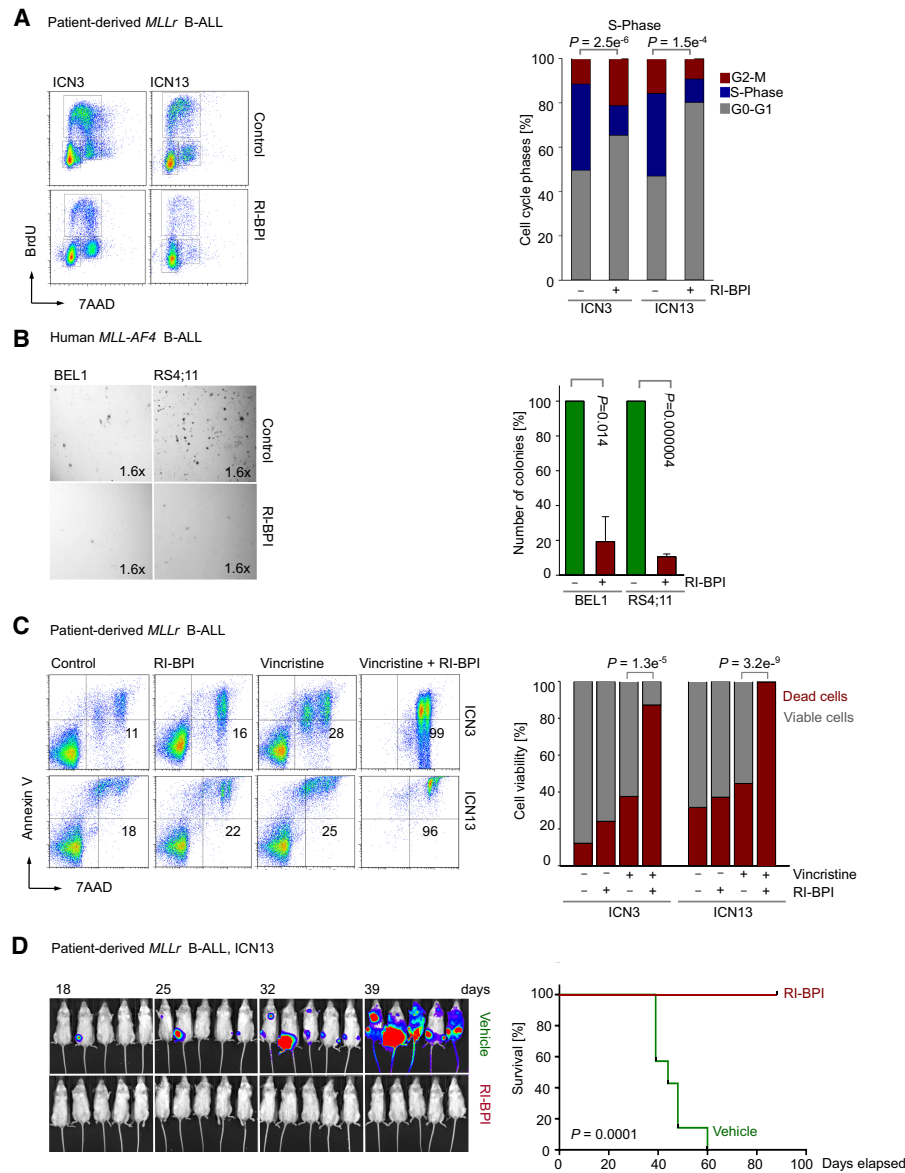 A Patient-derived MLLr B-ALL
ICN3 ICN13
Control
RI-BPI
BrdU
7AAD
S-Phase
P = 2.5e-6 P = 1.5e-4
Cell cycle phases [%]
100
80
60
40
20
0
G2-M
S-Phase
G0-G1
– + – + RI-BPI
ICN3 ICN13
B Human MLL-AF4 B-ALL
BEL1 RS4;11
Control
1.6x 1.6x
RI-BPI
1.6x 1.6x
Number of colonies [%]
100
80
60
40
20
0
P=0.014
P=0.000004
– + – + RI-BPI
BEL1 RS4;11
C Patient-derived MLLr B-ALL
Control RI-BPI Vincristine Vincristine + RI-BPI
11 16 28 99
ICN3
18 22 25 96
ICN13
Annexin V
7AAD
P = 1.3e-5 P = 3.2e-9
Cell viability [%]
100
80
60
40
20
0
Dead cells
Viable cells
– – + + – – + + Vincristine
– + – + – + – + RI-BPI
ICN3 ICN13
D Patient-derived MLLr B-ALL, ICN13
18 25 32 39 days
Vehicle
RI-BPI
Survival [%]
100
80
60
40
20
0
RI-BPI
Vehicle
P = 0.0001
0 20 40 60 80 100 Days elapsed